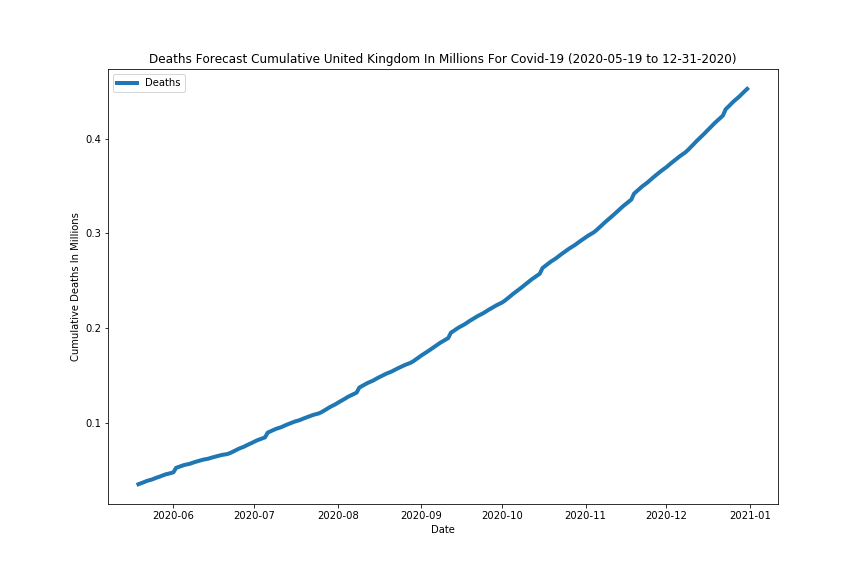 Deaths Forecast Cumulative United Kingdom In Millions For Covid-19 (2020-05-19 to 12-31-2020)
Deaths
0.4
0.3
0.2
0.1
Cumulative Deaths In Millions
2020-06 2020-07 2020-08 2020-09 2020-10 2020-11 2020-12 2021-01
Date